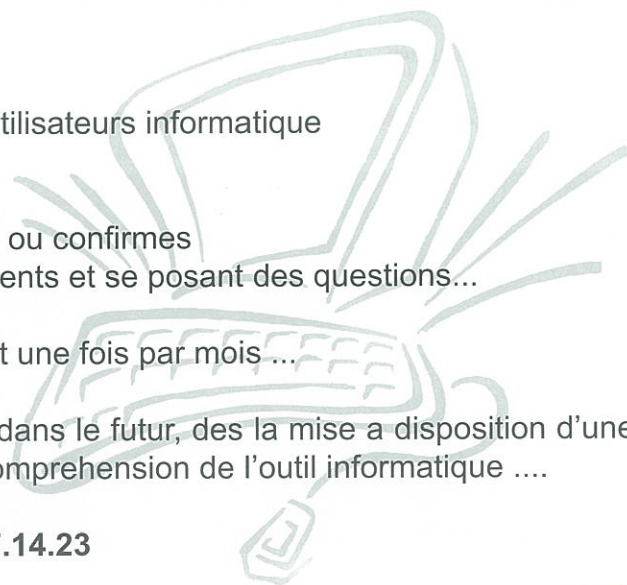 tilisateurs informatique
ou confirmes
ents et se posant des questions...
t une fois par mois ...
dans le futur, des la mise a disposition d'une
omprehension de l'outil informatique ....
.14.23